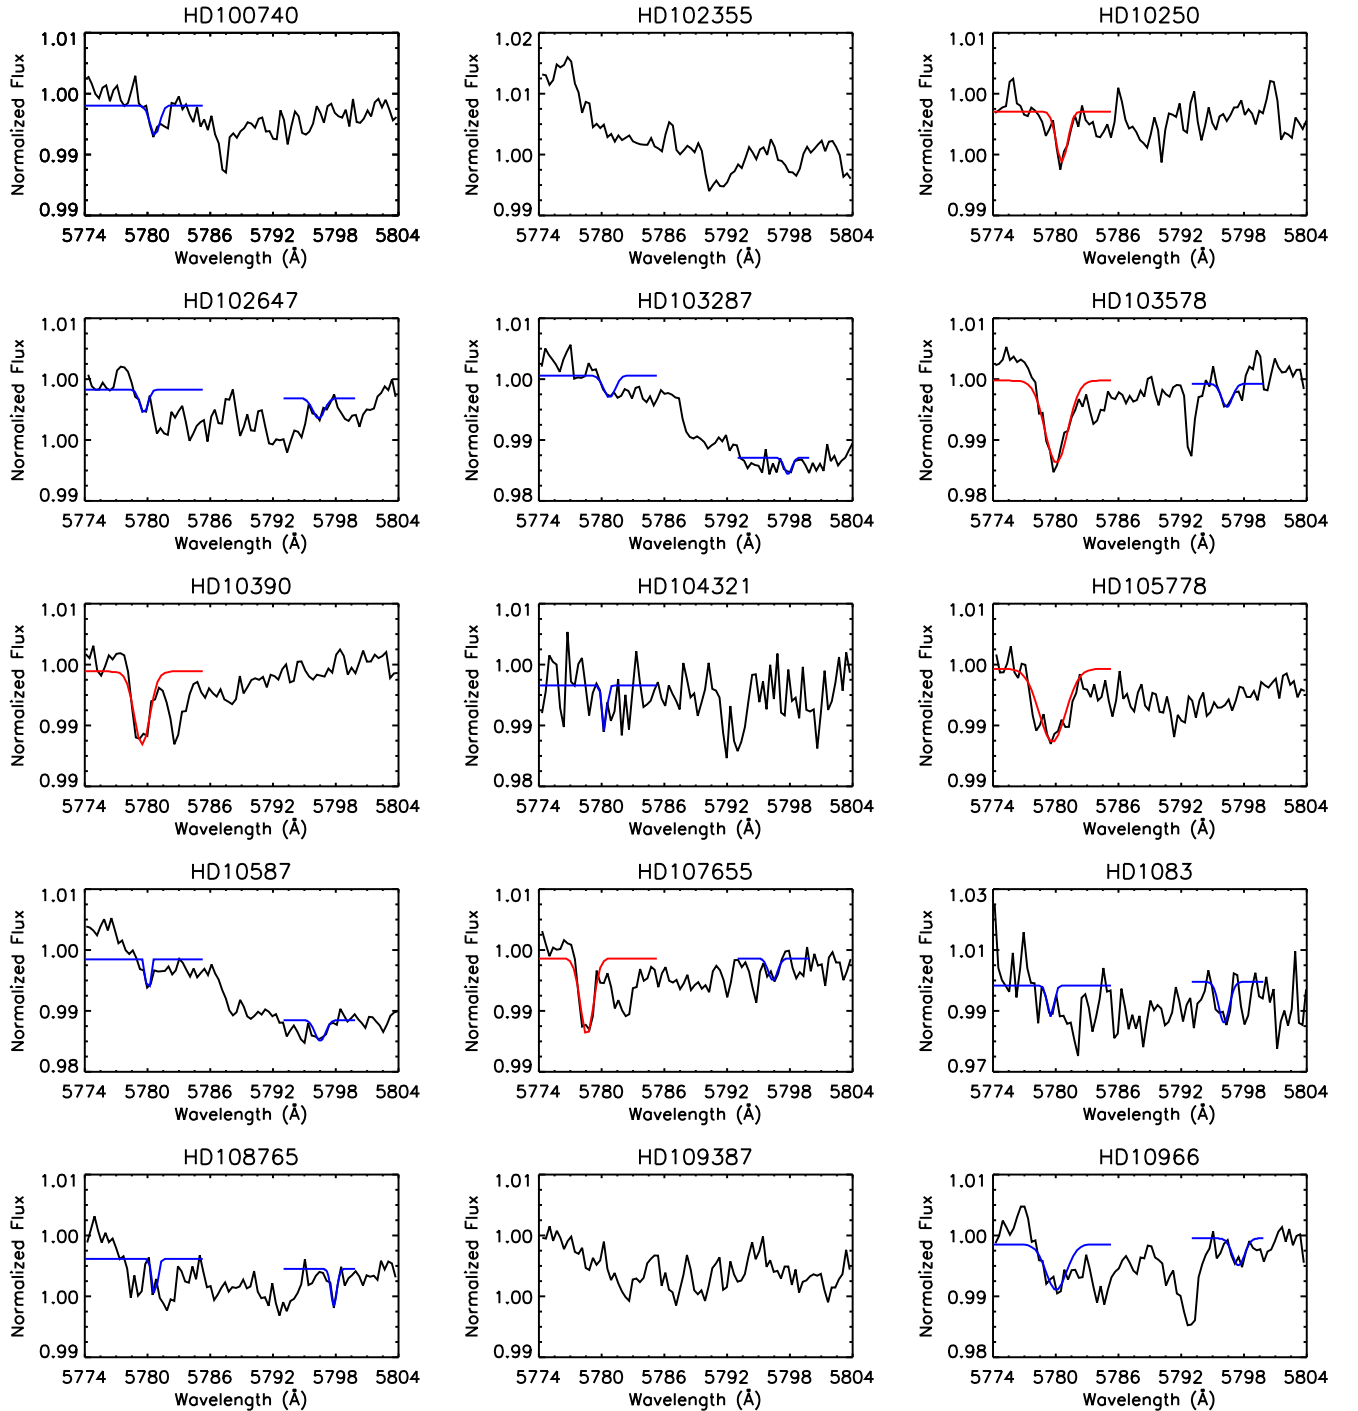 HD100740
HD102355
HD10250
1.01
1.00
0.99
0.99
Normalized Flux
5774 5780 5786 5792 5798 5804
Wavelength (Å)
1.02
1.01
1.00
0.99
Normalized Flux
5774 5780 5786 5792 5798 5804
Wavelength (Å)
1.01
1.00
1.00
0.99
Normalized Flux
5774 5780 5786 5792 5798 5804
Wavelength (Å)
HD102647
HD103287
HD103578
1.01
1.00
1.00
0.99
Normalized Flux
5774 5780 5786 5792 5798 5804
Wavelength (Å)
1.01
1.00
0.99
0.98
Normalized Flux
5774 5780 5786 5792 5798 5804
Wavelength (Å)
1.01
1.00
0.99
0.98
Normalized Flux
5774 5780 5786 5792 5798 5804
Wavelength (Å)
HD10390
HD104321
HD105778
1.01
1.00
0.99
0.99
Normalized Flux
5774 5780 5786 5792 5798 5804
Wavelength (Å)
1.01
1.00
0.99
0.98
Normalized Flux
5774 5780 5786 5792 5798 5804
Wavelength (Å)
1.01
1.00
0.99
0.99
Normalized Flux
5774 5780 5786 5792 5798 5804
Wavelength (Å)
HD10587
HD107655
HD1083
1.01
1.00
0.99
0.98
Normalized Flux
5774 5780 5786 5792 5798 5804
Wavelength (Å)
1.01
1.00
0.99
0.99
Normalized Flux
5774 5780 5786 5792 5798 5804
Wavelength (Å)
1.03
1.01
0.99
0.97
Normalized Flux
5774 5780 5786 5792 5798 5804
Wavelength (Å)
HD108765
HD109387
HD10966
1.01
1.00
1.00
0.99
Normalized Flux
5774 5780 5786 5792 5798 5804
Wavelength (Å)
1.01
1.00
1.00
0.99
Normalized Flux
5774 5780 5786 5792 5798 5804
Wavelength (Å)
1.01
1.00
0.99
0.98
Normalized Flux
5774 5780 5786 5792 5798 5804
Wavelength (Å)